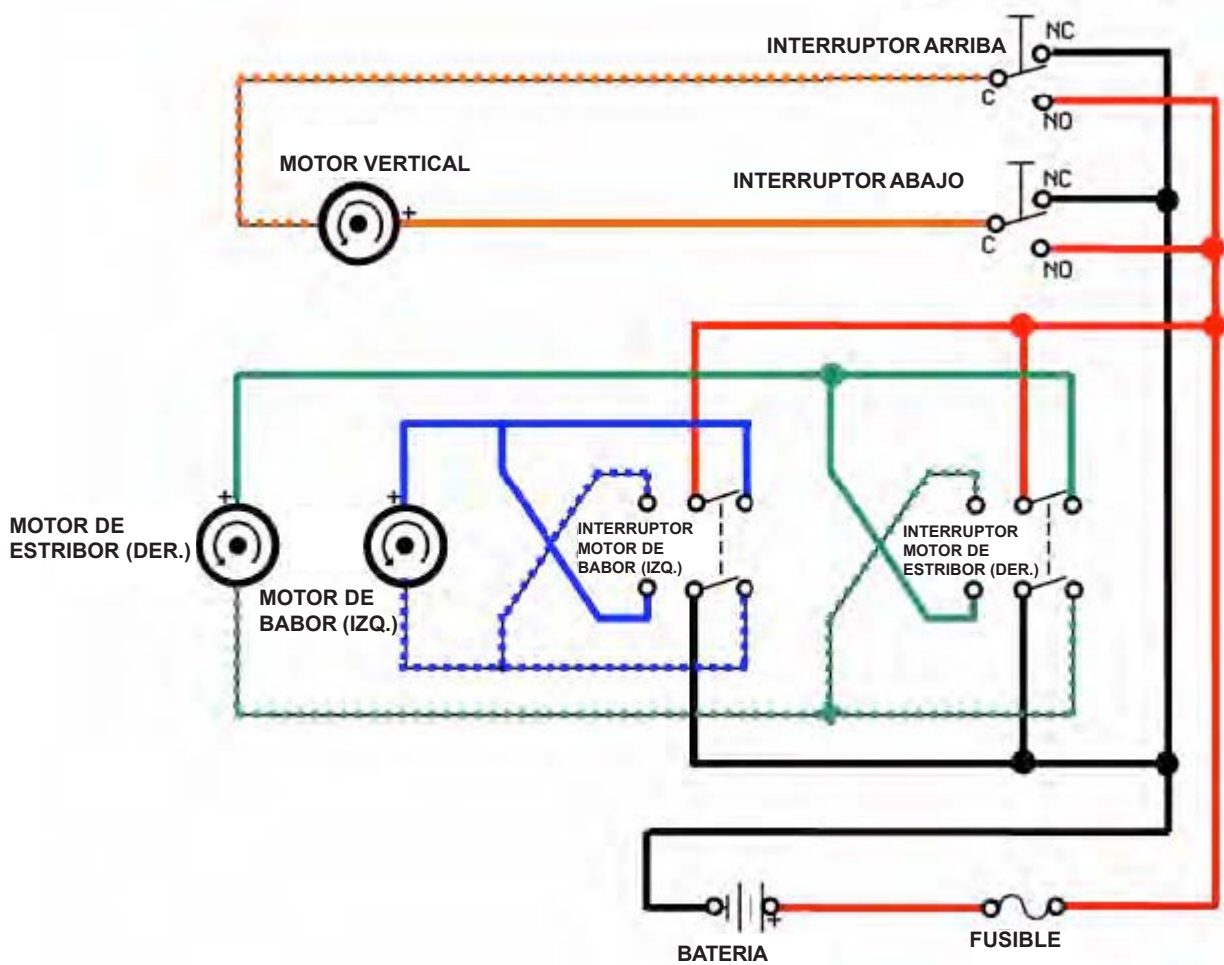 INTERRUPTOR ARRIBA
NC
C
NO
MOTOR VERTICAL
+
INTERRUPTOR ABAJO
NC
C
NO
MOTOR DE
ESTRIBOR (DER.)
+
MOTOR DE
BABOR (IZQ.)
+
INTERRUPTOR
MOTOR DE
BABOR (IZQ.)
INTERRUPTOR
MOTOR DE
ESTRIBOR (DER.)
+
BATERIA
FUSIBLE